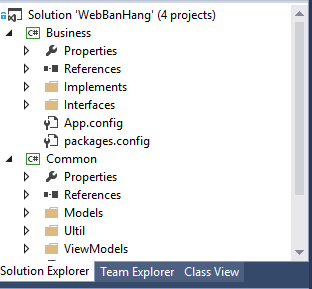 Solution 'WebBanHang' (4 projects)
C# Business
Properties
References
Implements
Interfaces
App.config
packages.config
C# Common
Properties
References
Models
Ultil
ViewModels
Solution Explorer Team Explorer Class View